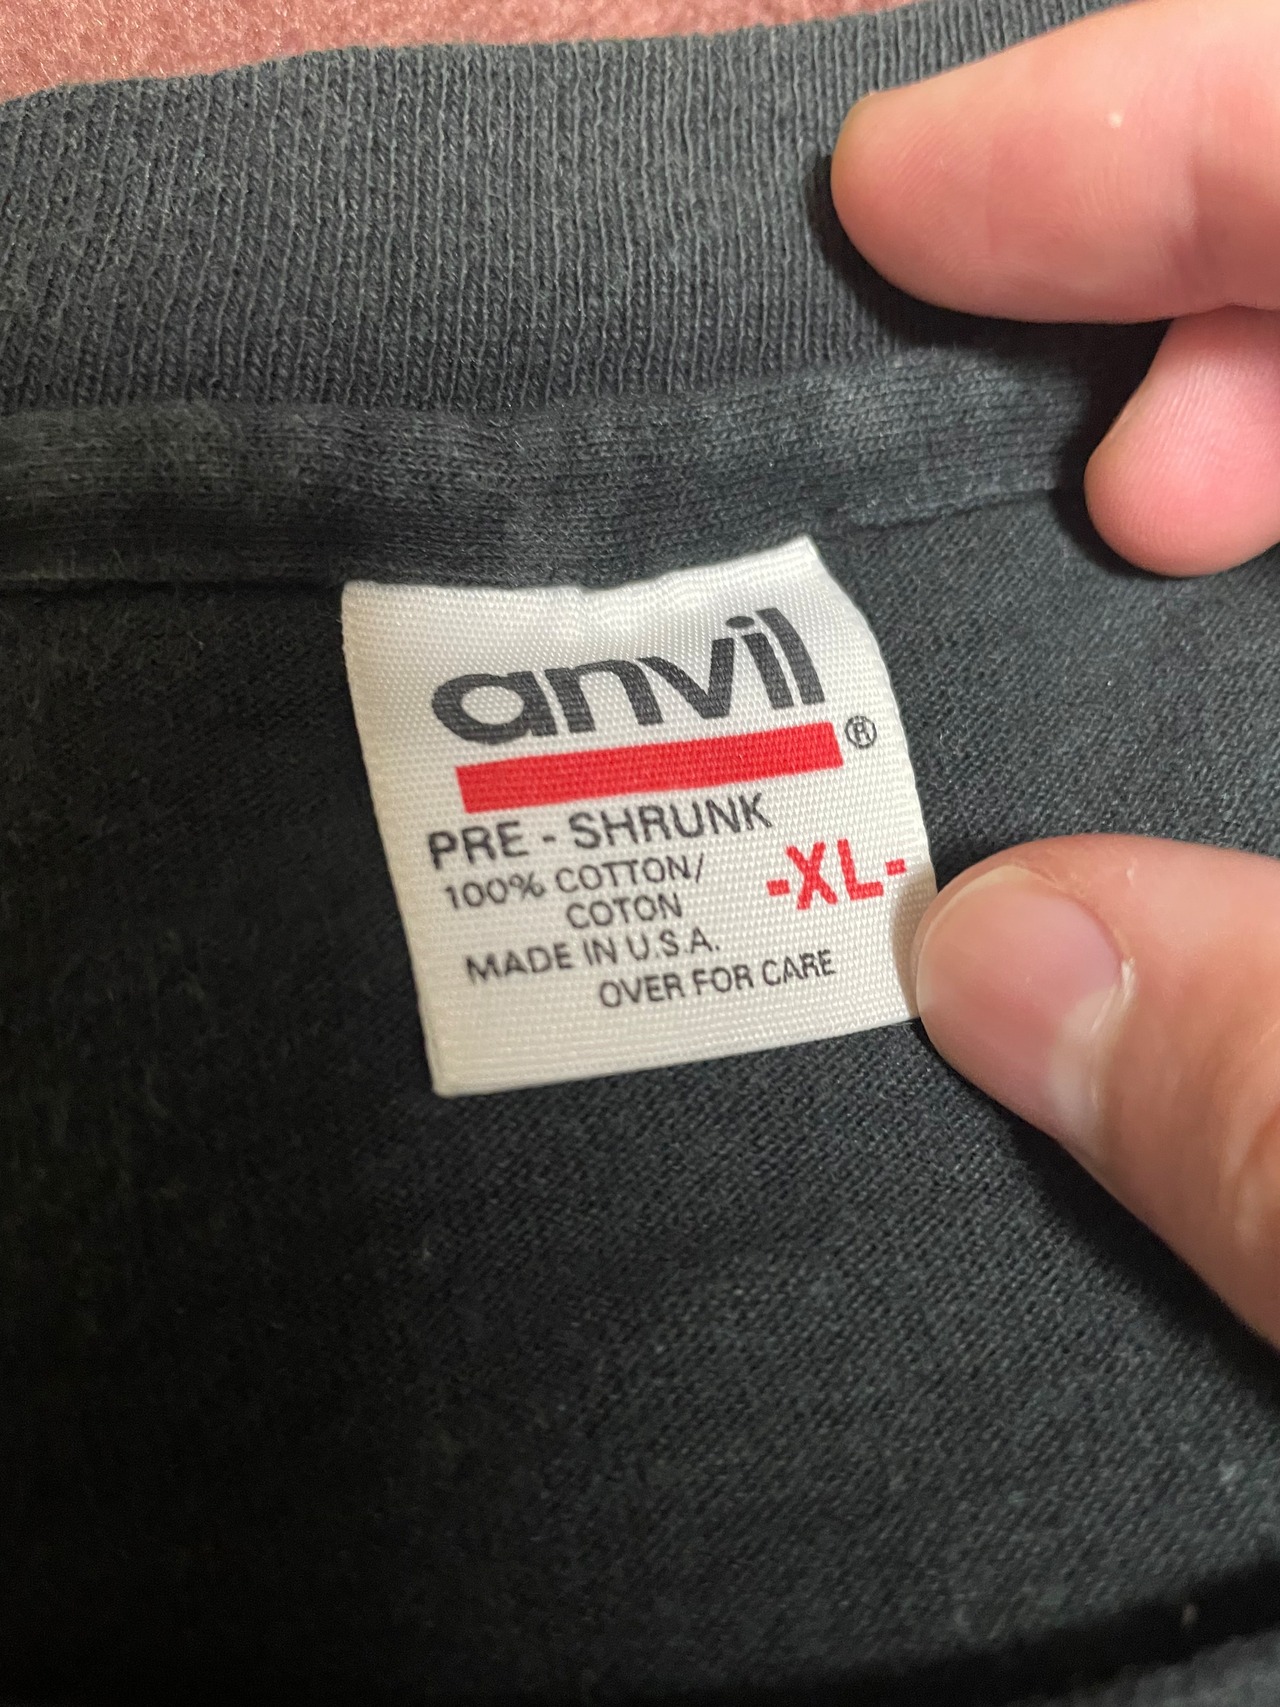 anvil®
PRE - SHRUNK
100% COTTON/
COTON
-XL-
MADE IN U.S.A.
OVER FOR CARE